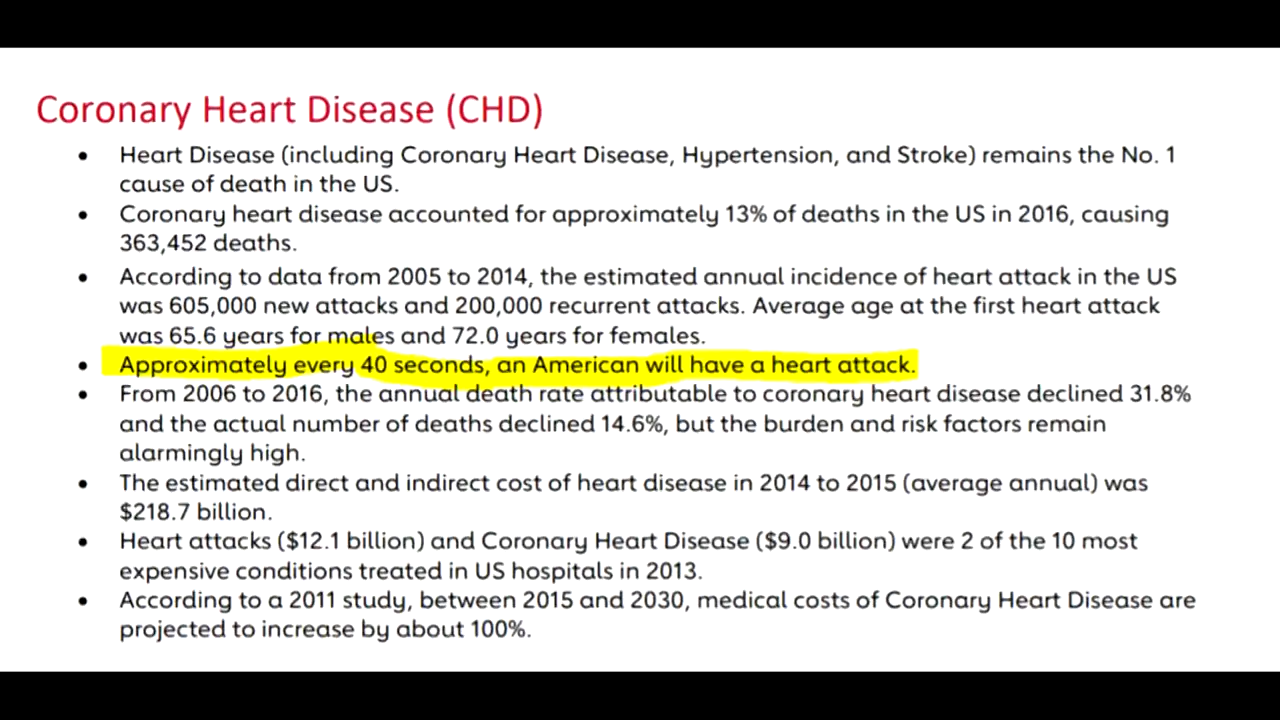 Coronary Heart Disease (CHD)
• Heart Disease (including Coronary Heart Disease, Hypertension, and Stroke) remains the No. 1
cause of death in the US.
• Coronary heart disease accounted for approximately 13% of deaths in the US in 2016, causing
363,452 deaths.
• According to data from 2005 to 2014, the estimated annual incidence of heart attack in the US
was 605,000 new attacks and 200,000 recurrent attacks. Average age at the first heart attack
was 65.6 years for males and 72.0 years for females.
• Approximately every 40 seconds, an American will have a heart attack.
• From 2006 to 2016, the annual death rate attributable to coronary heart disease declined 31.8%
and the actual number of deaths declined 14.6%, but the burden and risk factors remain
alarmingly high.
• The estimated direct and indirect cost of heart disease in 2014 to 2015 (average annual) was
$218.7 billion.
• Heart attacks ($12.1 billion) and Coronary Heart Disease ($9.0 billion) were 2 of the 10 most
expensive conditions treated in US hospitals in 2013.
• According to a 2011 study, between 2015 and 2030, medical costs of Coronary Heart Disease are
projected to increase by about 100%.